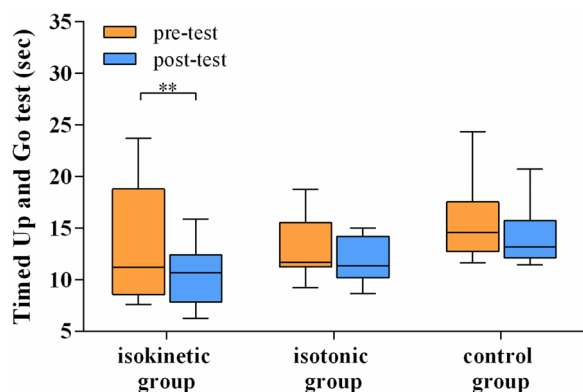 35
30
25
20
15
10
5
Timed Up and Go test (sec)
pre-test
post-test
**
isokinetic
group
isotonic
group
control
group